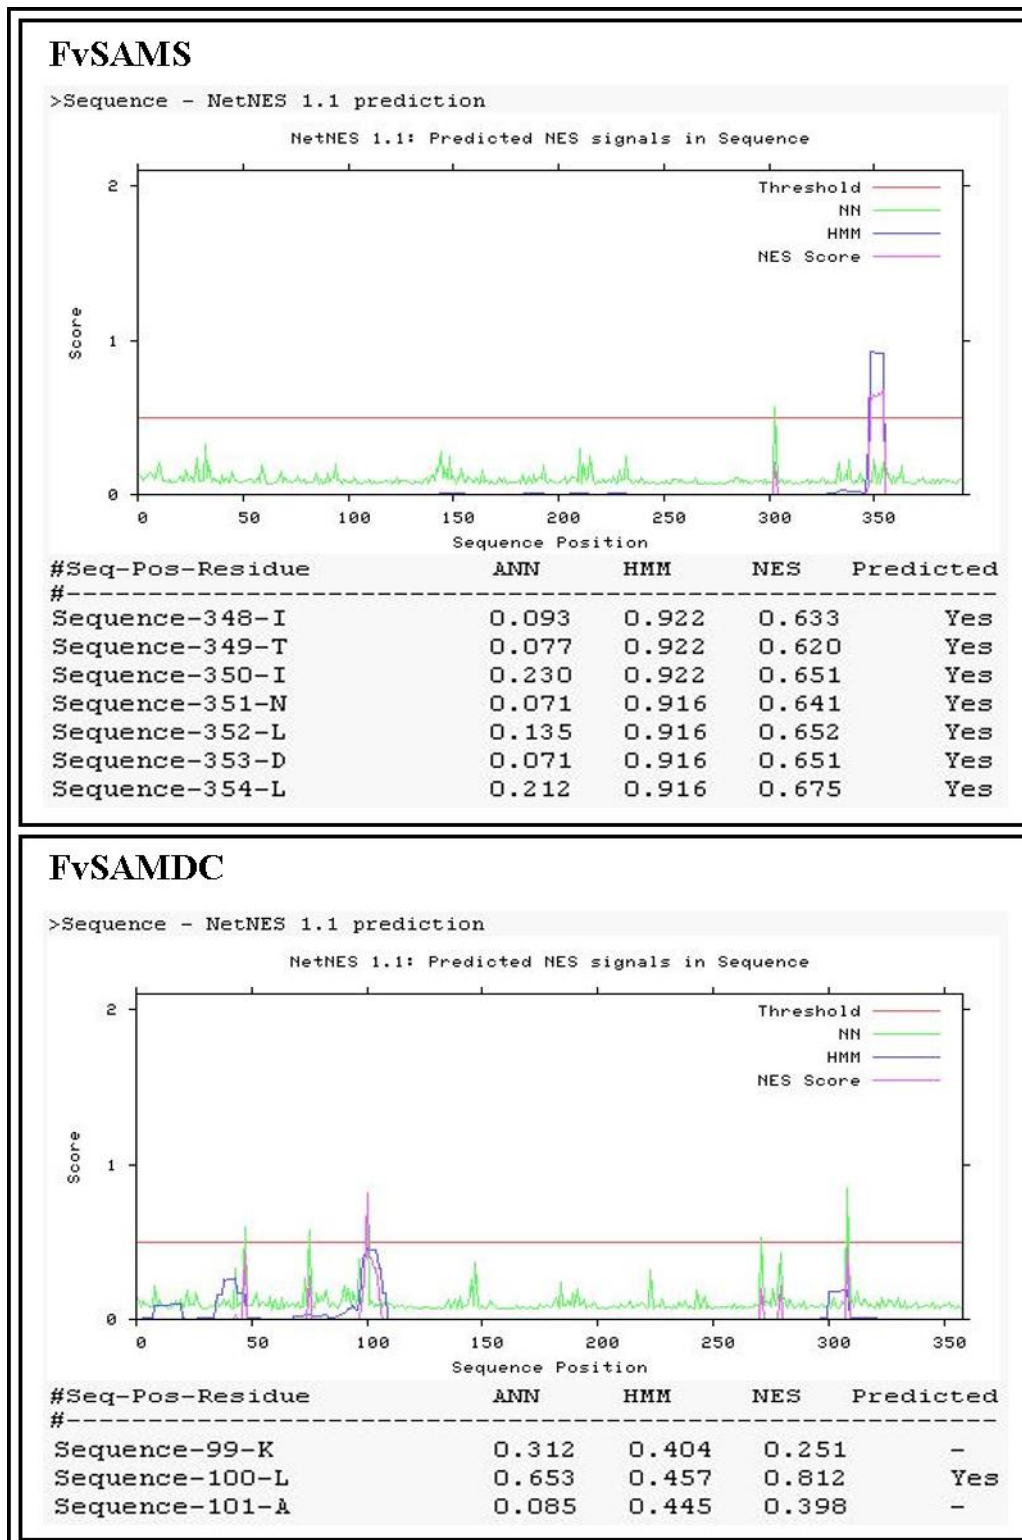 FvSAMS
>Sequence - NetNES 1.1 prediction
NetNES 1.1: Predicted NES signals in Sequence
Threshold
NN
HMM
NES Score
Score
2
1
0
0 50 100 150 200 250 300 350
Sequence Position
#Seq-Pos-Residue ANN HMM NES Predicted
#----------------------------------------------------------
Sequence-348-I 0.093 0.922 0.633 Yes
Sequence-349-T 0.077 0.922 0.620 Yes
Sequence-350-I 0.230 0.922 0.651 Yes
Sequence-351-N 0.071 0.916 0.641 Yes
Sequence-352-L 0.135 0.916 0.652 Yes
Sequence-353-D 0.071 0.916 0.651 Yes
Sequence-354-L 0.212 0.916 0.675 Yes
FvSAMDC
>Sequence - NetNES 1.1 prediction
NetNES 1.1: Predicted NES signals in Sequence
Threshold
NN
HMM
NES Score
Score
2
1
0
0 50 100 150 200 250 300 350
Sequence Position
#Seq-Pos-Residue ANN HMM NES Predicted
#----------------------------------------------------------
Sequence-99-K 0.312 0.404 0.251 -
Sequence-100-L 0.653 0.457 0.812 Yes
Sequence-101-A 0.085 0.445 0.398 -